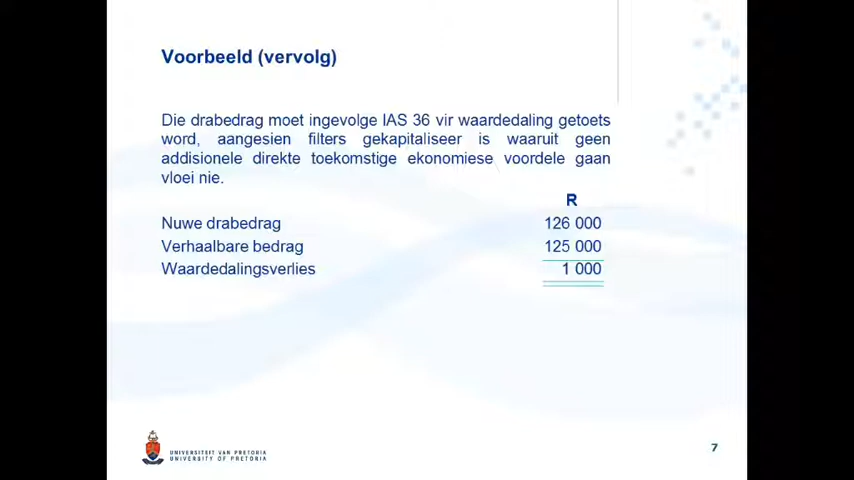 Voorbeeld (vervolg)
Die drabedrag moet ingevolge IAS 36 vir waardedaling getoets
word, aangesien filters gekapitaliseer is waaruit geen
addisionele direkte toekomstige ekonomiese voordele gaan
vloei nie.
R
Nuwe drabedrag 126 000
Verhaalbare bedrag 125 000
Waardedalingsverlies 1 000
UNIVERSITEIT VAN PRETORIA
UNIVERSITY OF PRETORIA
7